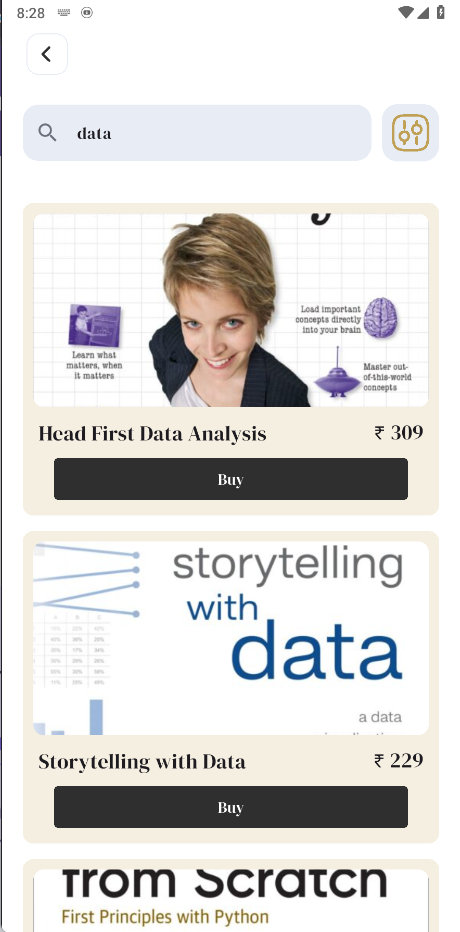 8:28
data
Load important
concepts directly
into your brain
Learn what
matters, when
it matters
Master out-
of-this-world
concepts
Head First Data Analysis
₹ 309
Buy
storytelling
with
data
A B C
a data
Storytelling with Data
₹ 229
Buy
from Scratch
First Principles with Python